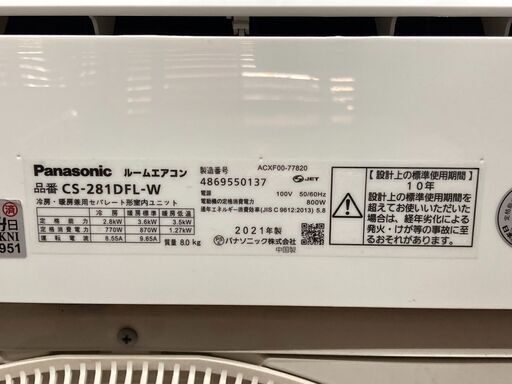 Panasonic ルームエアコン
品番 CS-281DFL-W
冷房・暖房兼用セパレート形室内ユニット
冷房 暖房標準 暖房低温
定格能力 2.8kW 3.6kW 3.5kW
定格消費電力 770W 870W 1.27kW
運転電流 8.55A 9.65A
質量 8.0kg
ACXF00-77820
製造番号
4869550137
JET
電源 100V 50/60Hz
電動機の定格消費電力 800W
通年エネルギー消費効率(JIS C 9612:2013) 5.8
2021年製
パナソニック株式会社
中国製
【設計上の標準使用期間】
10年
設計上の標準使用期間を
超えてお使いいただいた
場合は、経年劣化による
発火・けが等の事故に至
るおそれがあります。
済
4日
KNI
951